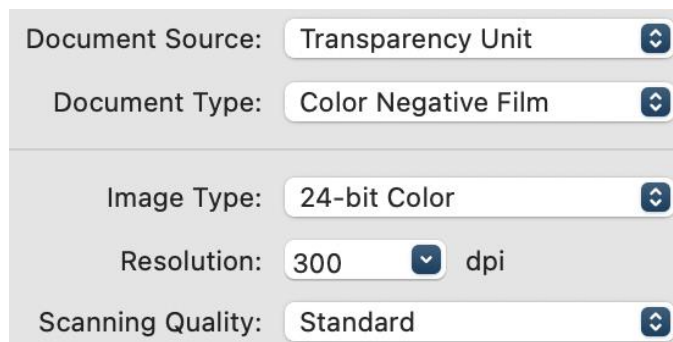 Document Source: Transparency Unit
Document Type: Color Negative Film
Image Type: 24-bit Color
Resolution: 300 dpi
Scanning Quality: Standard